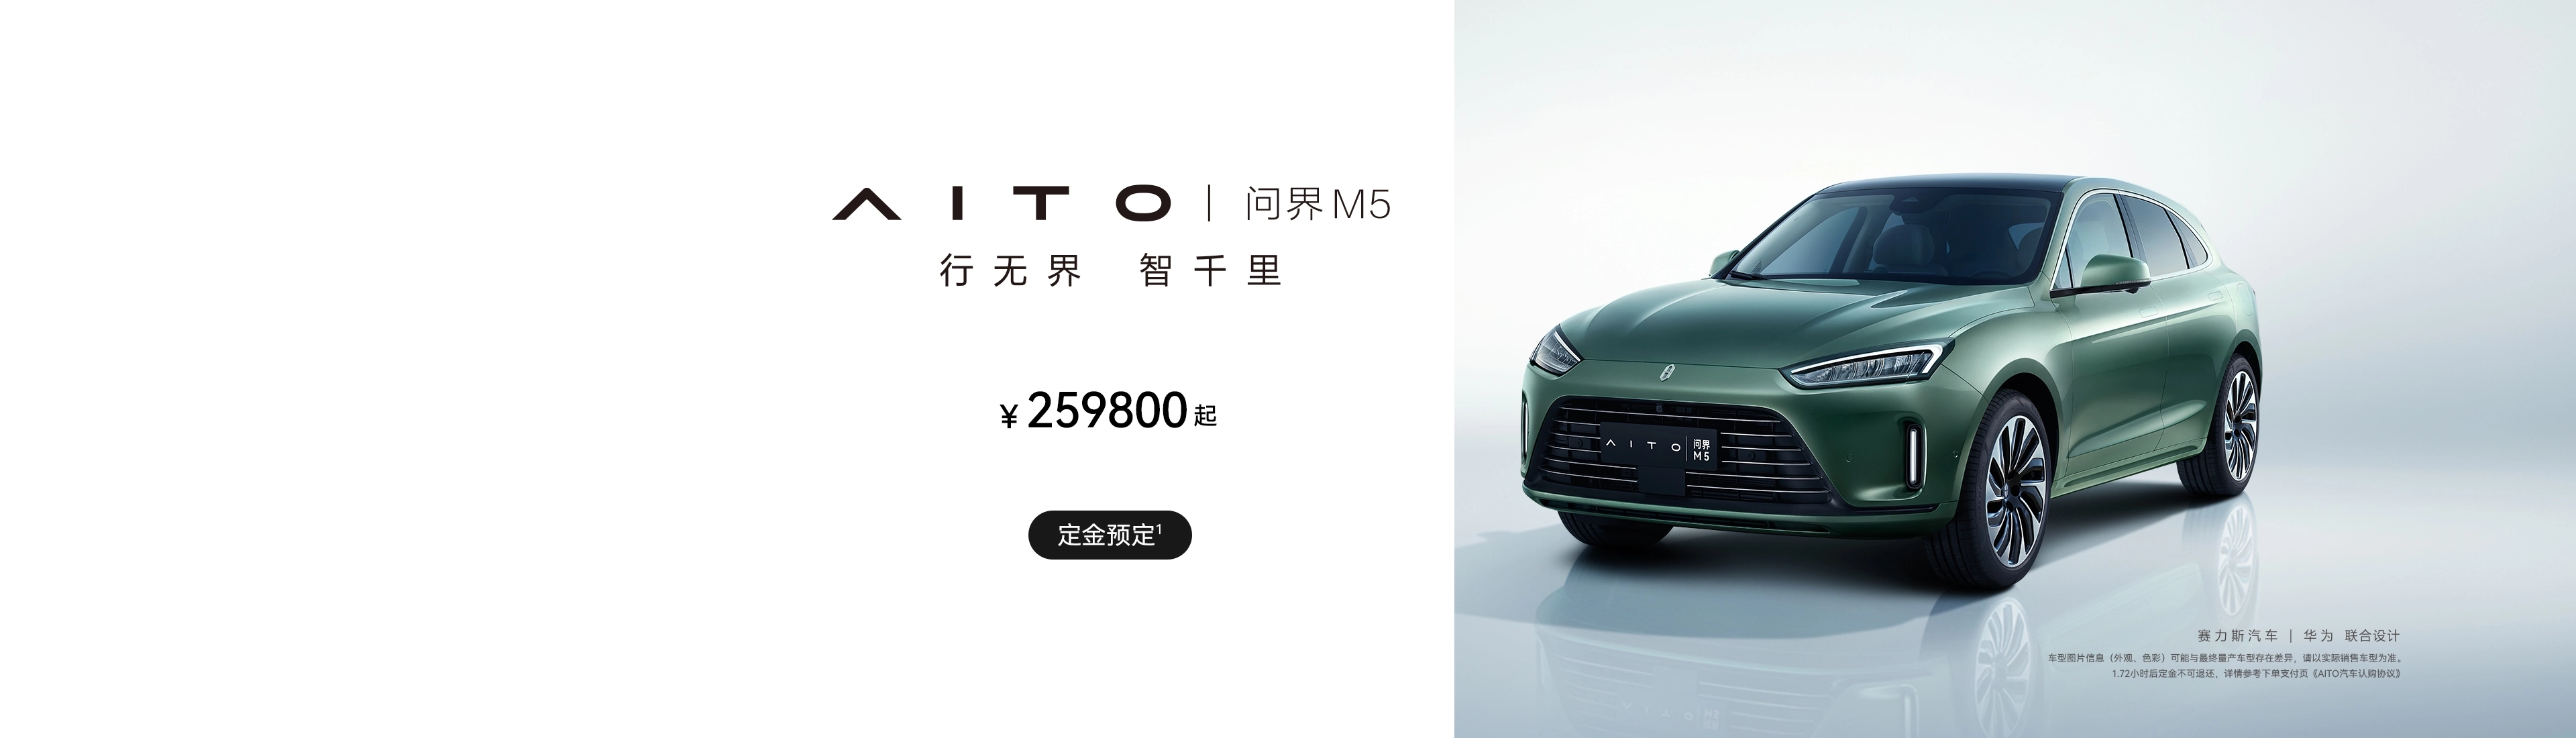 AITO | 问界M5
行无界 智千里
¥259800起
定金预定1
AITO | 问界
M5
赛力斯汽车 | 华为 联合设计
车型图片信息（外观、色彩）可能与最终量产车型存在差异，请以实际销售车型为准。
1.72小时后定金不可退还，详情参考下单支付页《AITO汽车认购协议》